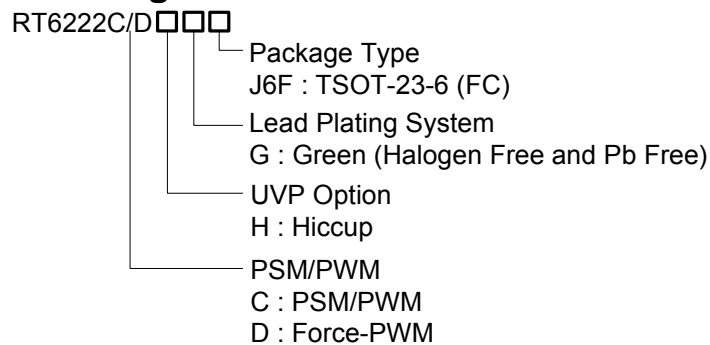 RT6222C/D
Package Type
J6F : TSOT-23-6 (FC)
Lead Plating System
G : Green (Halogen Free and Pb Free)
UVP Option
H : Hiccup
PSM/PWM
C : PSM/PWM
D : Force-PWM